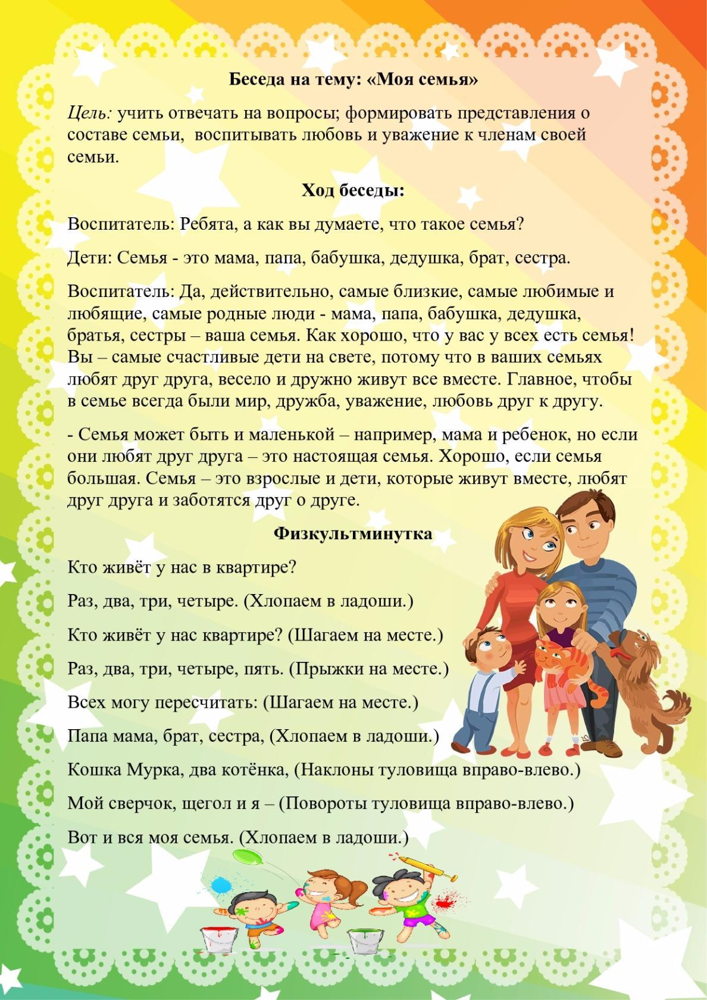 Беседа на тему: «Моя семья»
Цель: учить отвечать на вопросы; формировать представления о
составе семьи,  воспитывать любовь и уважение к членам своей
семьи.
Ход беседы:
Воспитатель: Ребята, а как вы думаете, что такое семья?
Дети: Семья - это мама, папа, бабушка, дедушка, брат, сестра.
Воспитатель: Да, действительно, самые близкие, самые любимые и
любящие, самые родные люди - мама, папа, бабушка, дедушка,
братья, сестры – ваша семья. Как хорошо, что у вас у всех есть семья!
Вы – самые счастливые дети на свете, потому что в ваших семьях
любят друг друга, весело и дружно живут все вместе. Главное, чтобы
в семье всегда были мир, дружба, уважение, любовь друг к другу.
- Семья может быть и маленькой – например, мама и ребенок, но если
они любят друг друга – это настоящая семья. Хорошо, если семья
большая. Семья – это взрослые и дети, которые живут вместе, любят
друг друга и заботятся друг о друге.
Физкультминутка
Кто живёт у нас в квартире?
Раз, два, три, четыре. (Хлопаем в ладоши.)
Кто живёт у нас квартире? (Шагаем на месте.)
Раз, два, три, четыре, пять. (Прыжки на месте.)
Всех могу пересчитать: (Шагаем на месте.)
Папа мама, брат, сестра, (Хлопаем в ладоши.)
Кошка Мурка, два котёнка, (Наклоны туловища вправо-влево.)
Мой сверчок, щегол и я – (Повороты туловища вправо-влево.)
Вот и вся моя семья. (Хлопаем в ладоши.)